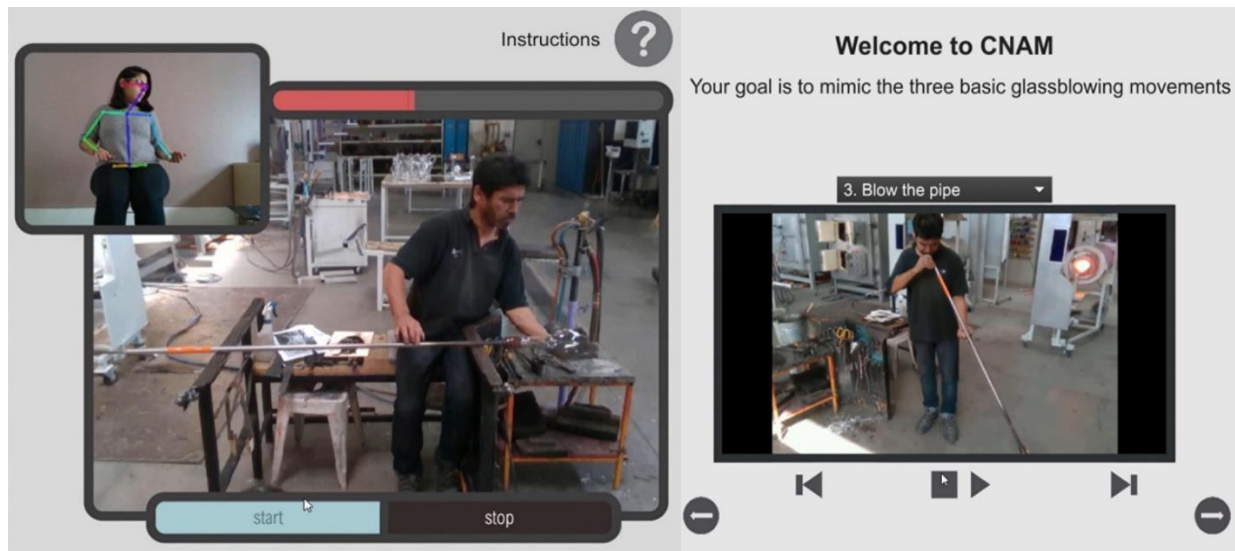 Instructions
?
start
stop
Welcome to CNAM
Your goal is to mimic the three basic glassblowing movements
3. Blow the pipe